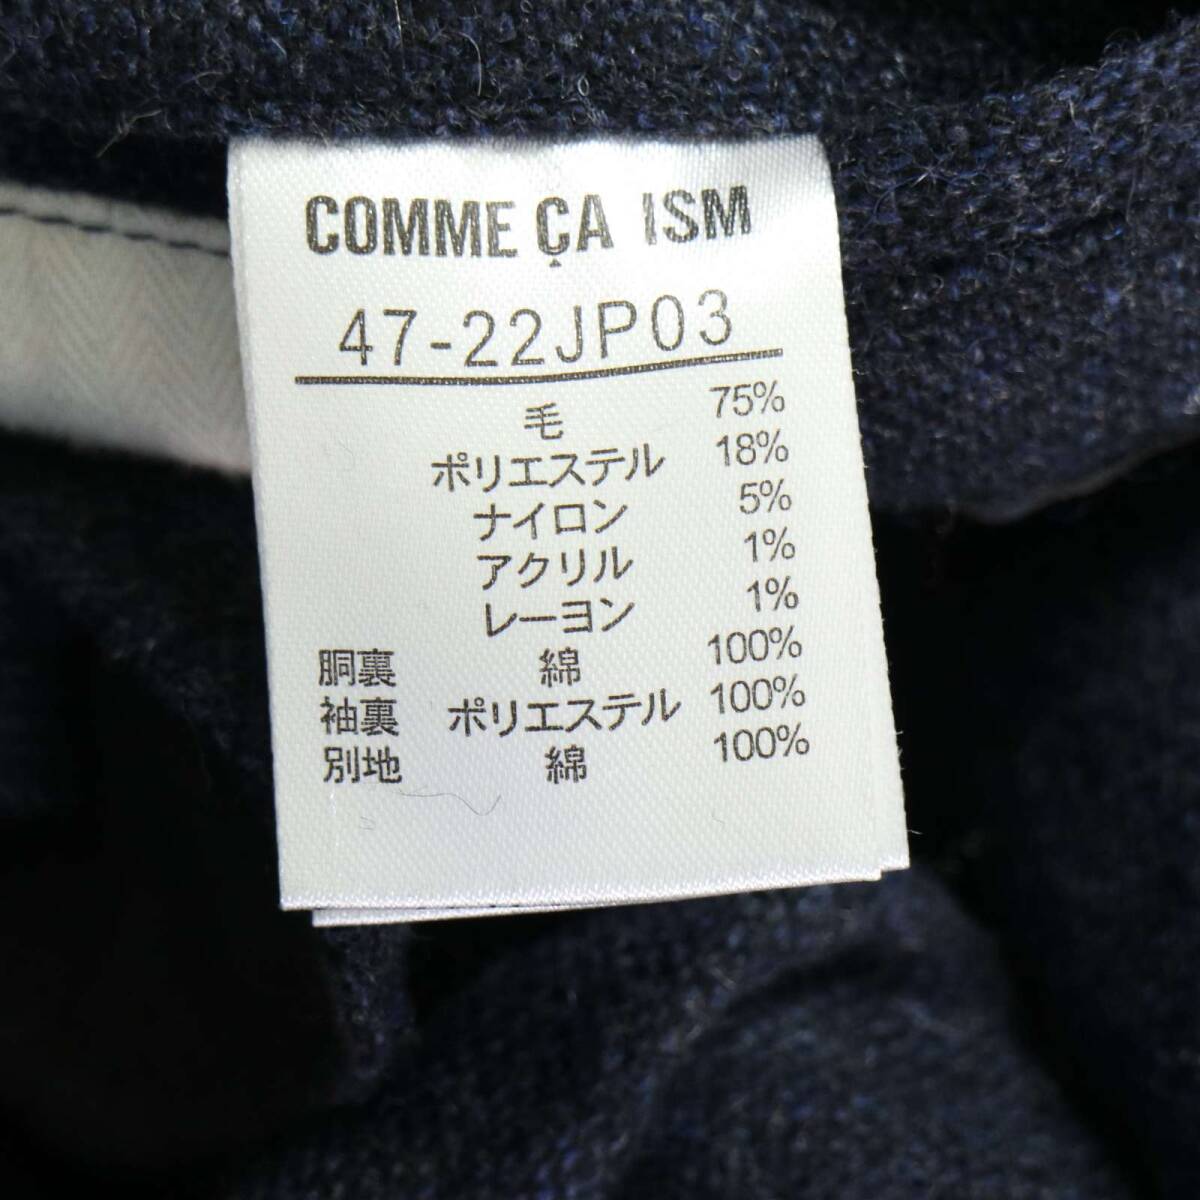 COMME ÇA ISM
47-22JP03
毛 75%
ポリエステル 18%
ナイロン 5%
アクリル 1%
レーヨン 1%
胴裏 綿 100%
袖裏 ポリエステル 100%
別地 綿 100%